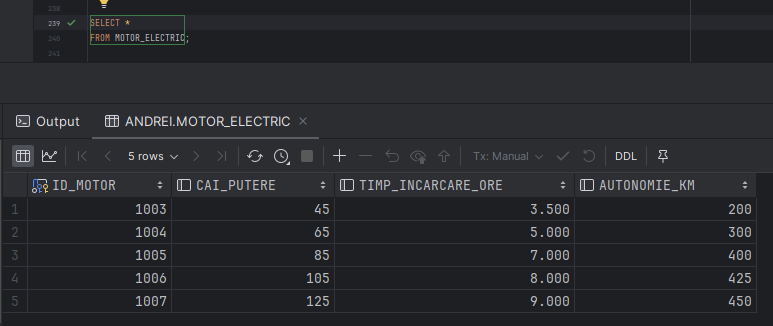 238
239 SELECT *
240 FROM MOTOR_ELECTRIC;
241
Output ANDREI.MOTOR_ELECTRIC
5 rows Tx: Manual DDL
ID_MOTOR CAI_PUTERE TIMP_INCARCARE_ORE AUTONOMIE_KM
1 1003 45 3.500 200
2 1004 65 5.000 300
3 1005 85 7.000 400
4 1006 105 8.000 425
5 1007 125 9.000 450